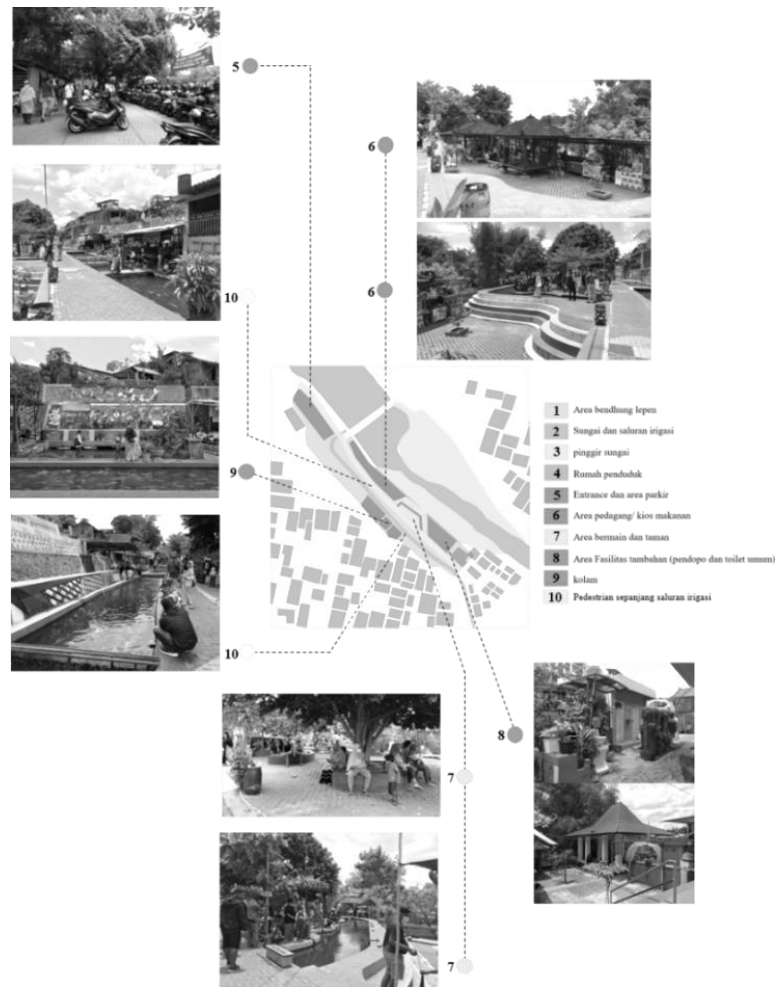 5
6
6
10
9
10
8
7
7
1 Area bendhung lepen
2 Sungai dan saluran irigasi
3 pinggir sungai
4 Rumah penduduk
5 Entrance dan area parkir
6 Area pedagang/ kios makanan
7 Area bermain dan taman
8 Area Fasilitas tambahan (pendopo dan toilet umum)
9 kolam
10 Pedestrian sepanjang saluran irigasi